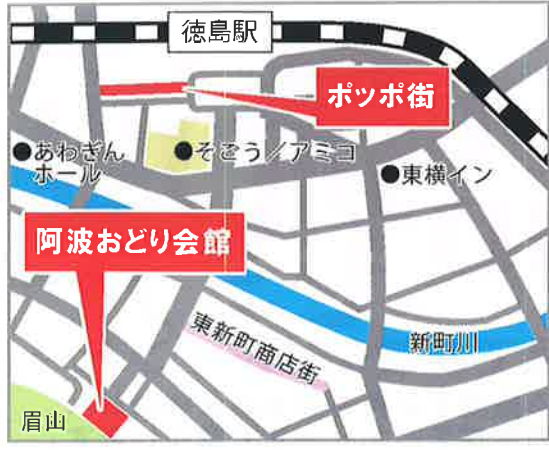 徳島駅
ポッポ街
●あわぎん
ホール
●そごう／アミコ
●東横イン
阿波おどり会館
東新町商店街
新町川
眉山